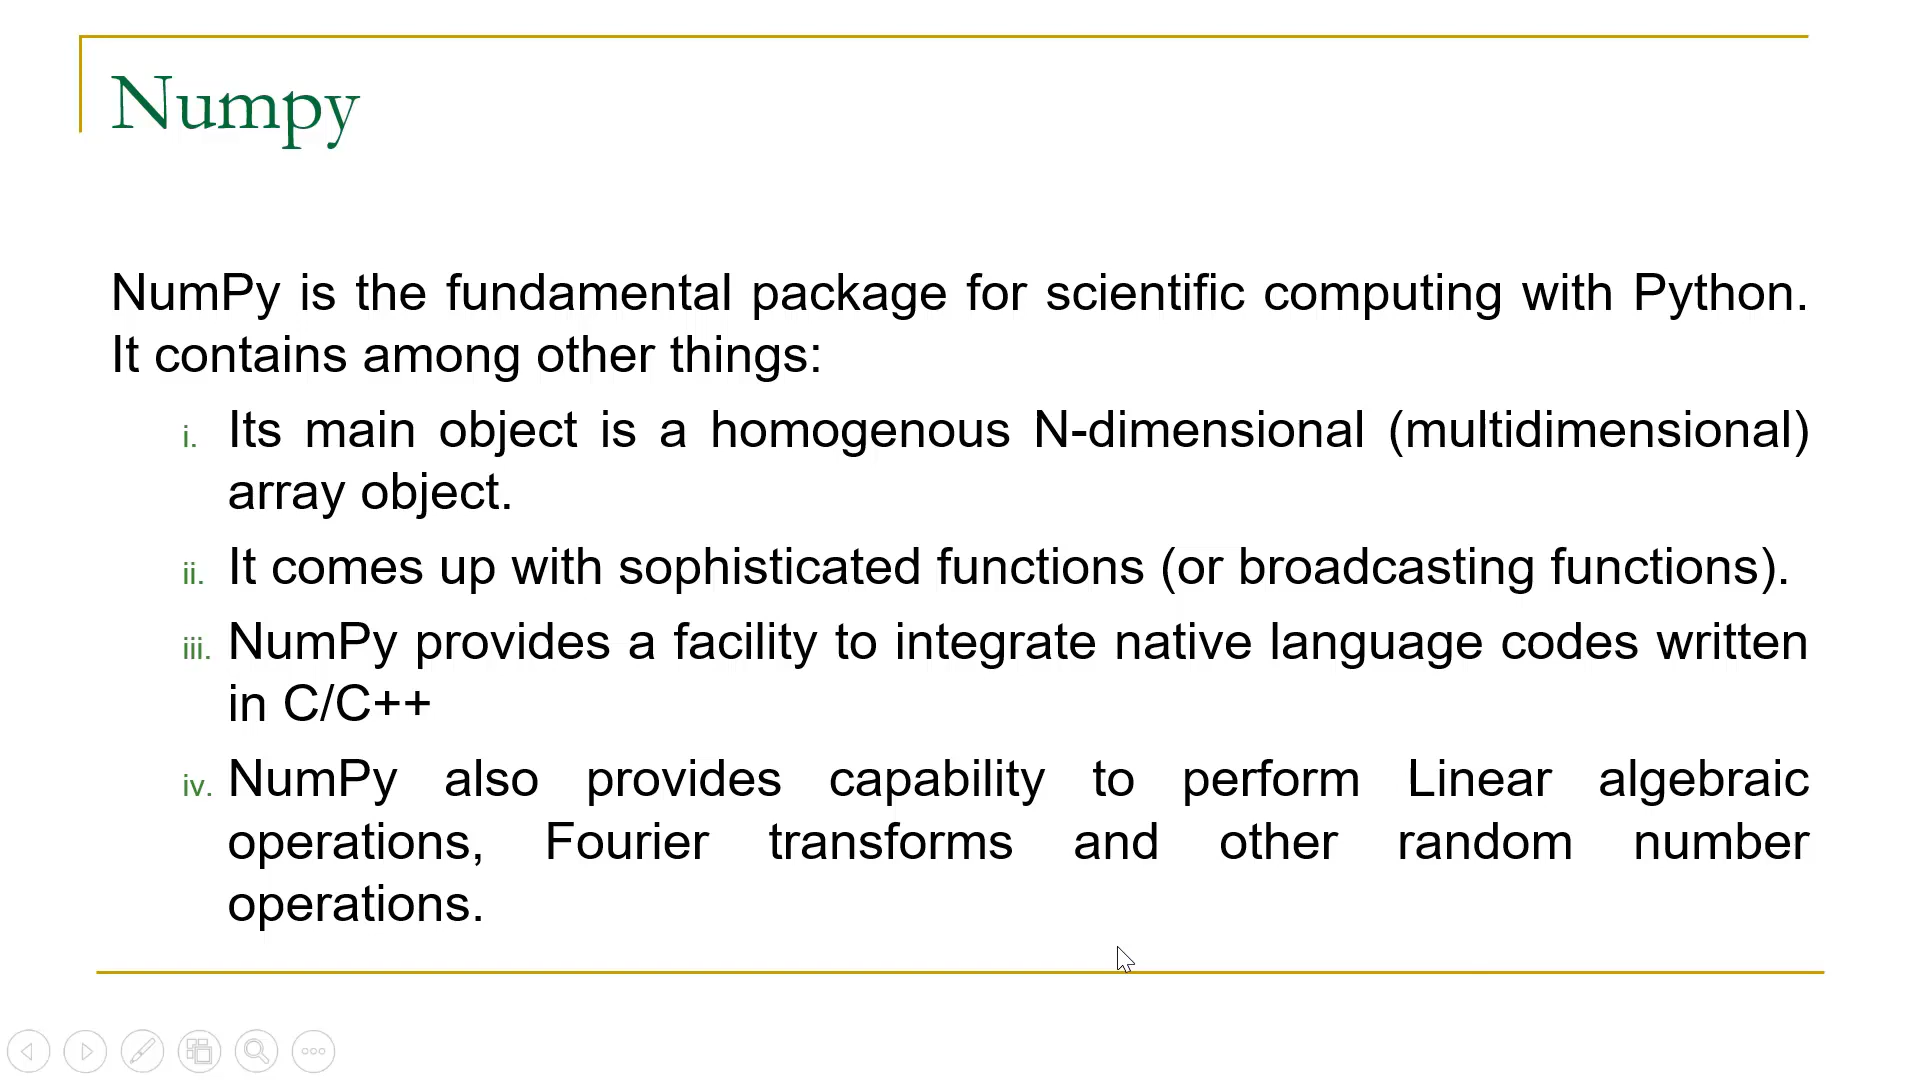 Numpy
NumPy is the fundamental package for scientific computing with Python.
It contains among other things:
i. Its main object is a homogenous N-dimensional (multidimensional)
array object.
ii. It comes up with sophisticated functions (or broadcasting functions).
iii. NumPy provides a facility to integrate native language codes written
in C/C++
iv. NumPy also provides capability to perform Linear algebraic
operations, Fourier transforms and other random number
operations.